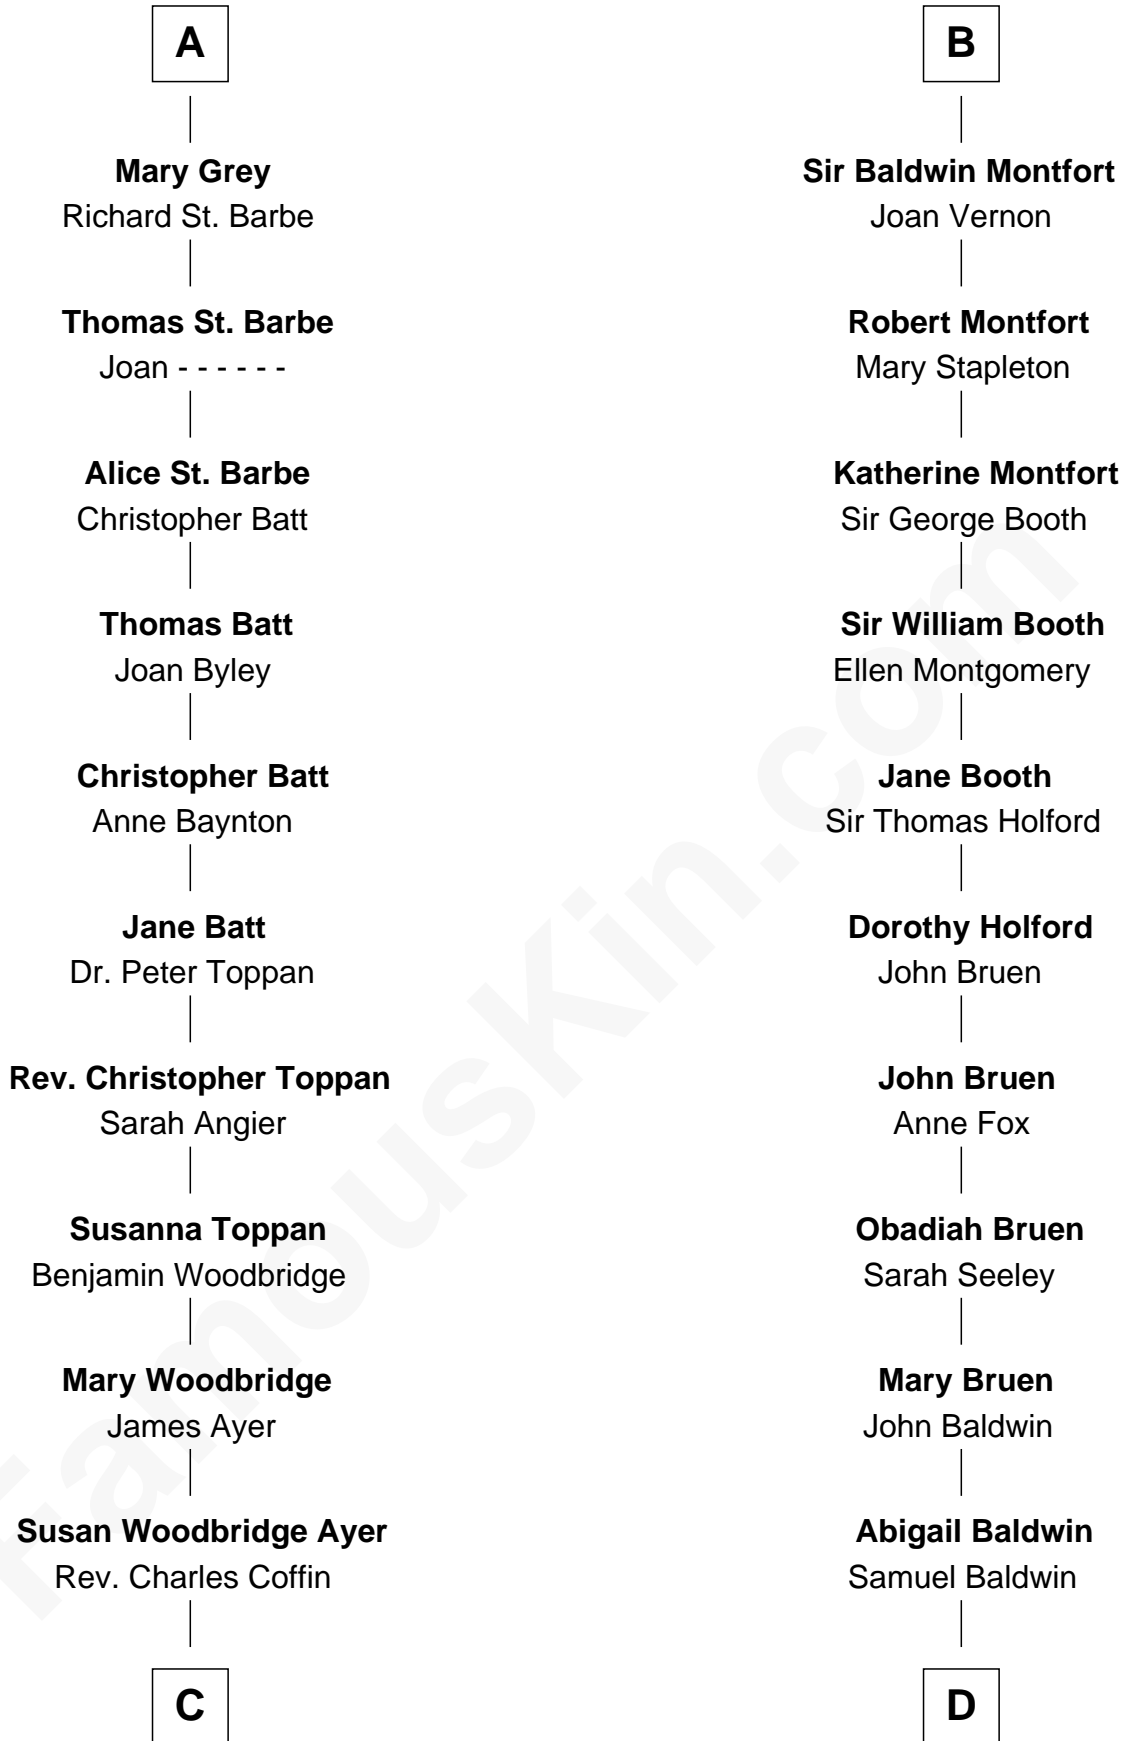 A
Mary Grey
Richard St. Barbe
Thomas St. Barbe
Joan - - - - - -
Alice St. Barbe
Christopher Batt
Thomas Batt
Joan Byley
Christopher Batt
Anne Baynton
Jane Batt
Dr. Peter Toppan
Rev. Christopher Toppan
Sarah Angier
Susanna Toppan
Benjamin Woodbridge
Mary Woodbridge
James Ayer
Susan Woodbridge Ayer
Rev. Charles Coffin
C
B
Sir Baldwin Montfort
Joan Vernon
Robert Montfort
Mary Stapleton
Katherine Montfort
Sir George Booth
Sir William Booth
Ellen Montgomery
Jane Booth
Sir Thomas Holford
Dorothy Holford
John Bruen
John Bruen
Anne Fox
Obadiah Bruen
Sarah Seeley
Mary Bruen
John Baldwin
Abigail Baldwin
Samuel Baldwin
D
FamousKin.com